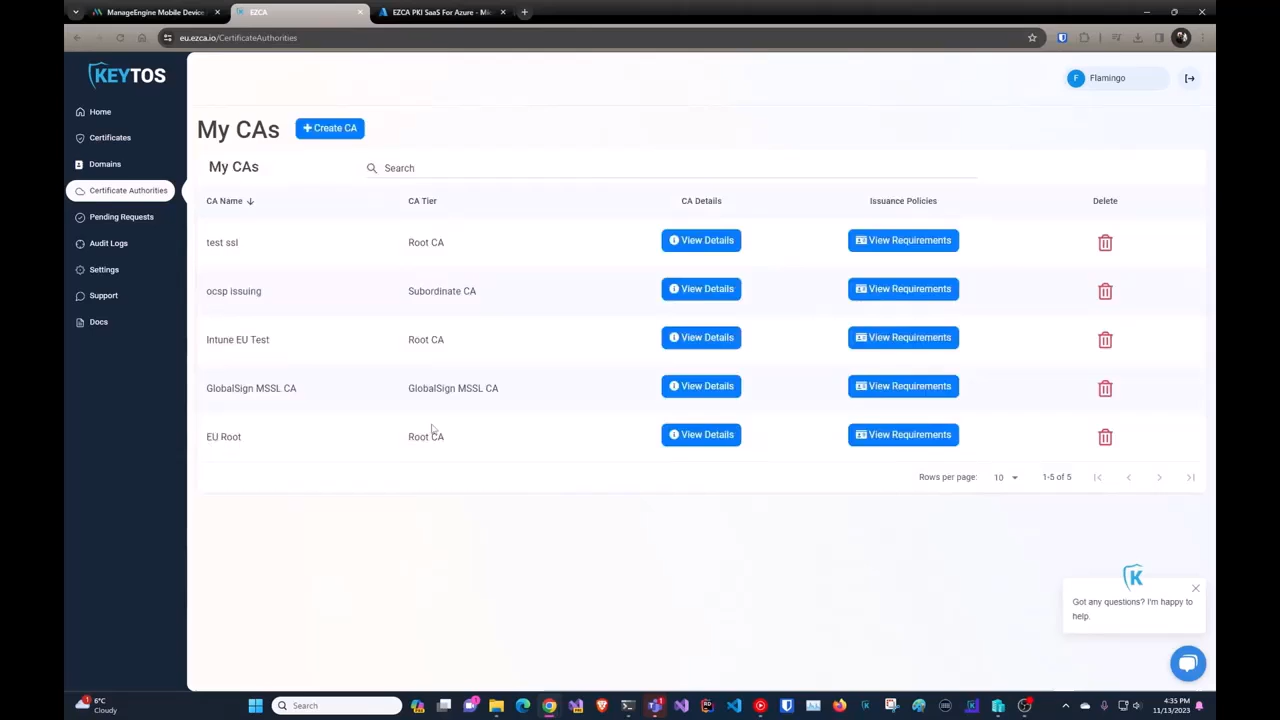 ManageEngine Mobile Device
EZCA
EZCA PKI SaaS For Azure - Mi
eu.ezca.io/CertificateAuthorities
KEYTOS
F Flamingo
Home
Certificates
Domains
Certificate Authorities
Pending Requests
Audit Logs
Settings
Support
Docs
My CAs
+ Create CA
My CAs
Search
CA Name CA Tier CA Details Issuance Policies Delete
test ssl Root CA View Details View Requirements
ocsp issuing Subordinate CA View Details View Requirements
Intune EU Test Root CA View Details View Requirements
GlobalSign MSSL CA GlobalSign MSSL CA View Details View Requirements
EU Root Root CA View Details View Requirements
Rows per page: 10 1-5 of 5
K
Got any questions? I'm happy to
help.
1
6°C
Cloudy
Search
4:35 PM
11/13/2023